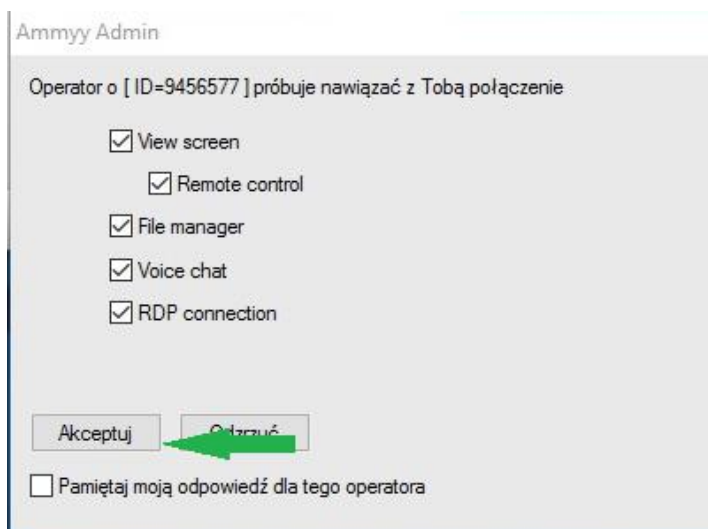 Ammyy Admin
Operator o [ ID=9456577 ] próbuje nawiązać z Tobą połączenie
View screen
Remote control
File manager
Voice chat
RDP connection
Akceptuj
Pamiętaj moją odpowiedź dla tego operatora